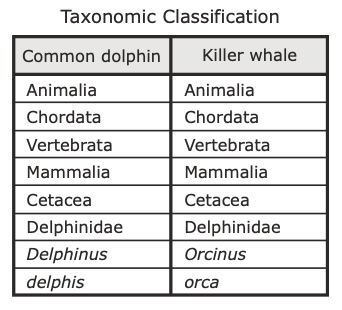 Taxonomic Classification
Common dolphin Killer whale
Animalia Animalia
Chordata Chordata
Vertebrata Vertebrata
Mammalia Mammalia
Cetacea Cetacea
Delphinidae Delphinidae
Delphinus Orcinus
delphis orca